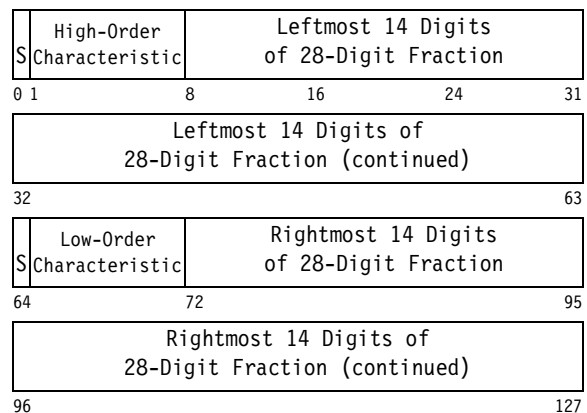 High-Order Leftmost 14 Digits
S Characteristic of 28-Digit Fraction
0 1 8 16 24 31
Leftmost 14 Digits of
28-Digit Fraction (continued)
32 63
Low-Order Rightmost 14 Digits
S Characteristic of 28-Digit Fraction
64 72 95
Rightmost 14 Digits of
28-Digit Fraction (continued)
96 127